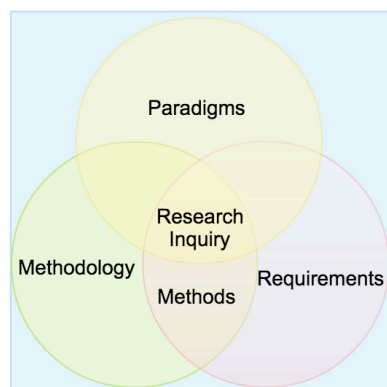 Paradigms
Research
Inquiry
Methodology
Requirements
Methods